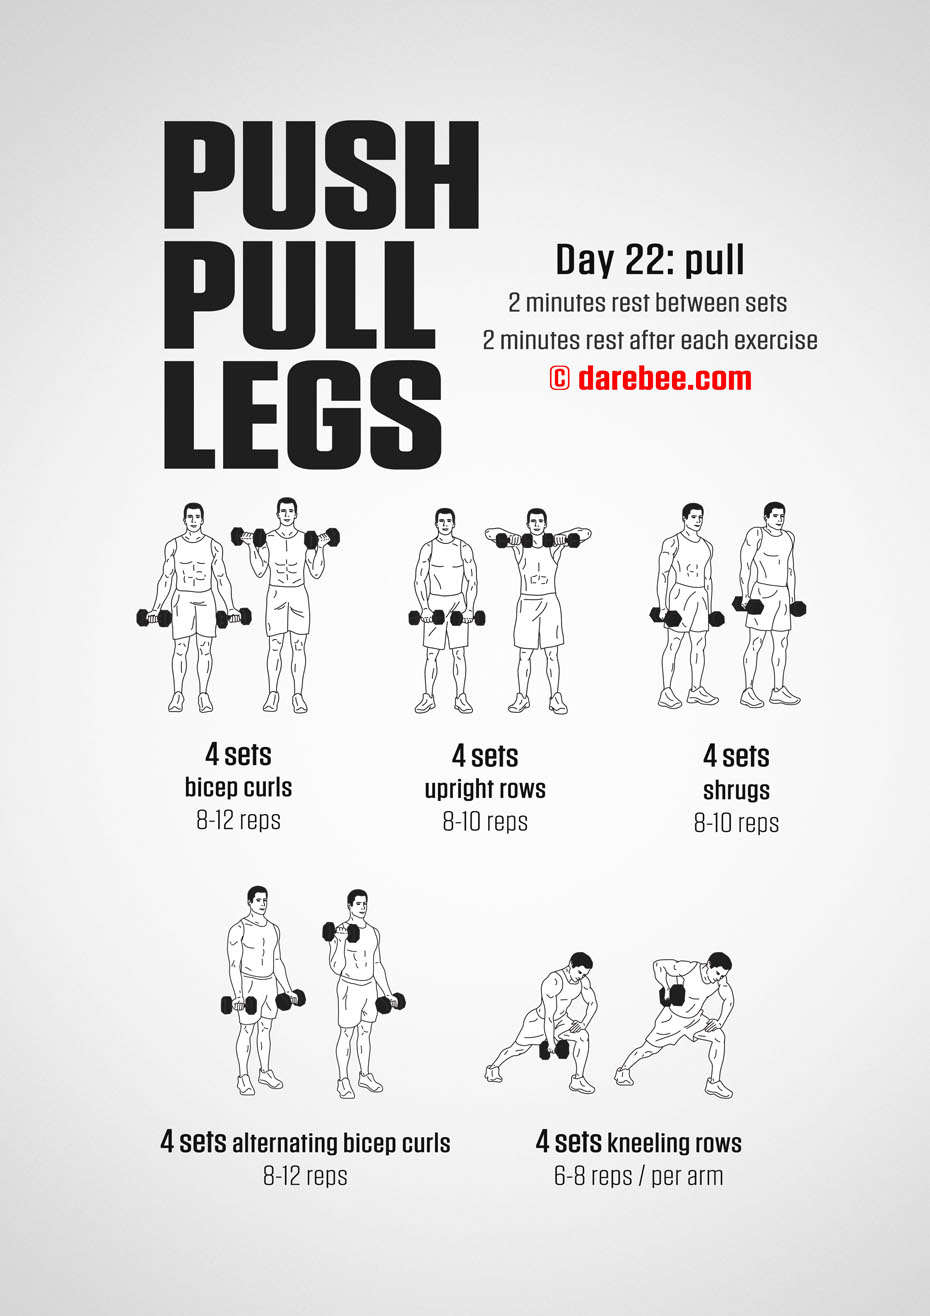 PUSH
PULL
LEGS
Day 22: pull
2 minutes rest between sets
2 minutes rest after each exercise
© darebee.com
4 sets
bicep curls
8-12 reps
4 sets
upright rows
8-10 reps
4 sets
shrugs
8-10 reps
4 sets alternating bicep curls
8-12 reps
4 sets kneeling rows
6-8 reps / per arm